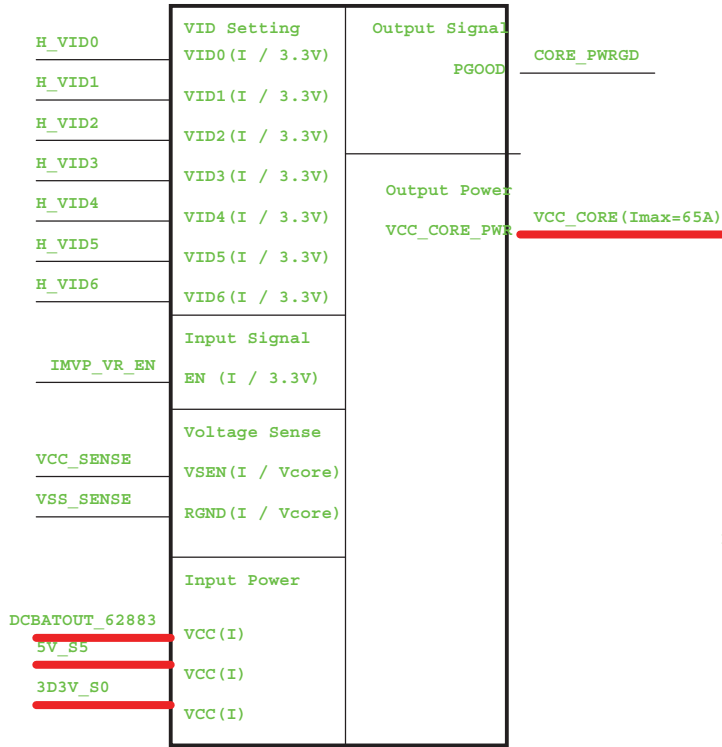 VID Setting
H_VID0
VID0(I / 3.3V)
H_VID1
VID1(I / 3.3V)
H_VID2
VID2(I / 3.3V)
H_VID3
VID3(I / 3.3V)
H_VID4
VID4(I / 3.3V)
H_VID5
VID5(I / 3.3V)
H_VID6
VID6(I / 3.3V)
Input Signal
IMVP_VR_EN
EN (I / 3.3V)
Voltage Sense
VCC_SENSE
VSEN(I / Vcore)
VSS_SENSE
RGND(I / Vcore)
Input Power
DCBATOUT_62883
VCC(I)
5V_S5
VCC(I)
3D3V_S0
VCC(I)
Output Signal
PGOOD
CORE_PWRGD
Output Power
VCC_CORE_PWR
VCC_CORE(Imax=65A)